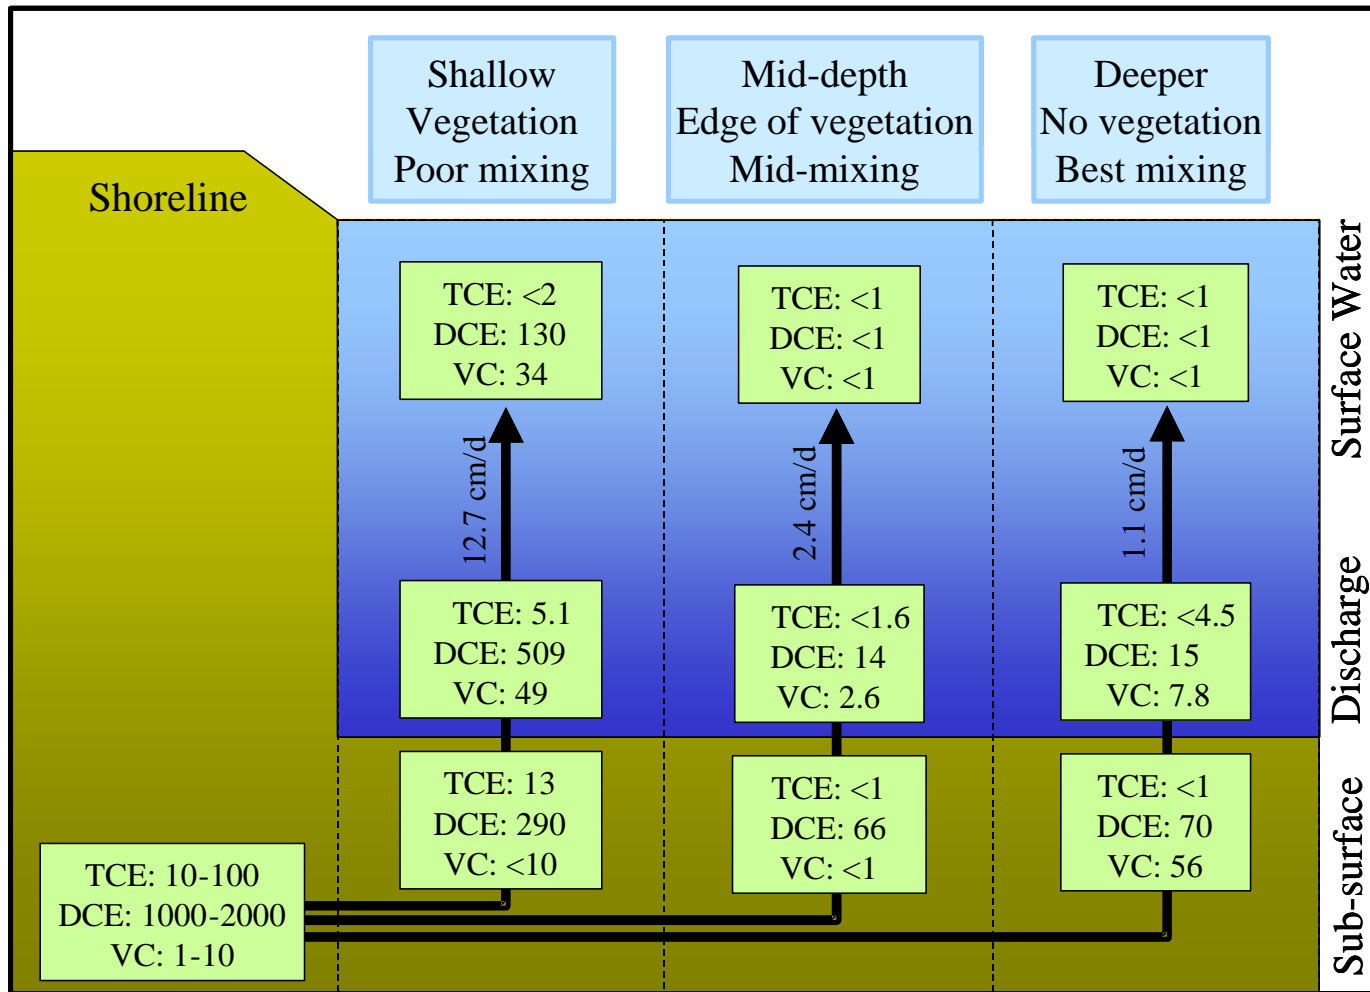 Shallow
Vegetation
Poor mixing
Mid-depth
Edge of vegetation
Mid-mixing
Deeper
No vegetation
Best mixing
Shoreline
TCE: <2
DCE: 130
VC: 34
TCE: <1
DCE: <1
VC: <1
TCE: <1
DCE: <1
VC: <1
Surface Water
12.7 cm/d
2.4 cm/d
1.1 cm/d
TCE: 5.1
DCE: 509
VC: 49
TCE: <1.6
DCE: 14
VC: 2.6
TCE: <4.5
DCE: 15
VC: 7.8
Discharge
TCE: 13
DCE: 290
VC: <10
TCE: <1
DCE: 66
VC: <1
TCE: <1
DCE: 70
VC: 56
Sub-surface
TCE: 10-100
DCE: 1000-2000
VC: 1-10